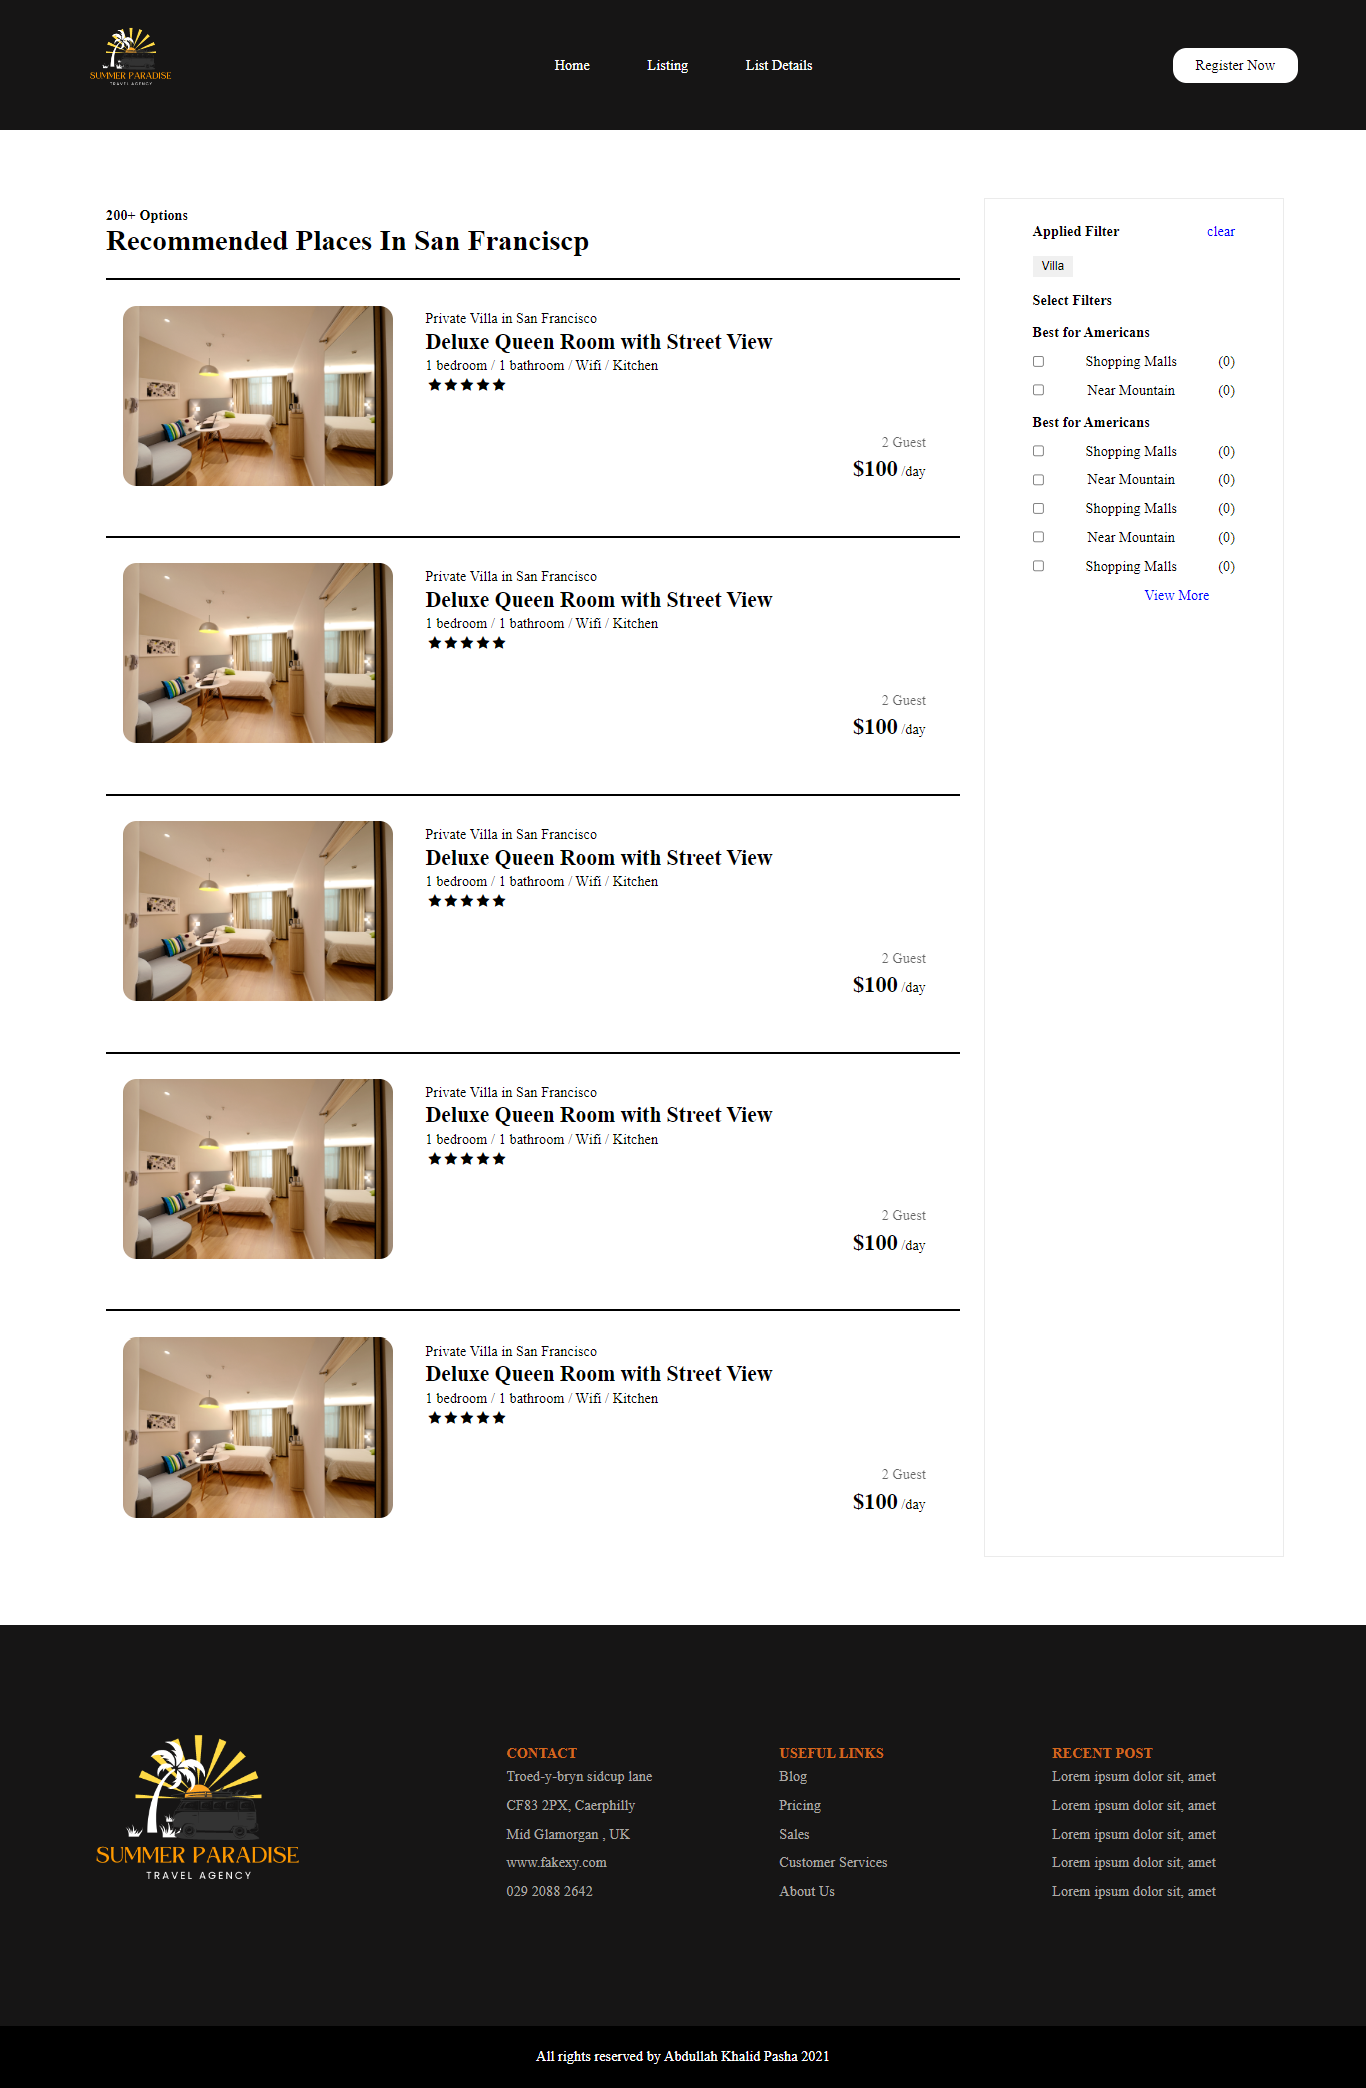 SUMMER PARADISE
TRAVEL AGENCY
Home
Listing
List Details
Register Now
200+ Options
Recommended Places In San Franciscp
Private Villa in San Francisco
Deluxe Queen Room with Street View
1 bedroom / 1 bathroom / Wifi / Kitchen
2 Guest
$100 /day
Private Villa in San Francisco
Deluxe Queen Room with Street View
1 bedroom / 1 bathroom / Wifi / Kitchen
2 Guest
$100 /day
Private Villa in San Francisco
Deluxe Queen Room with Street View
1 bedroom / 1 bathroom / Wifi / Kitchen
2 Guest
$100 /day
Private Villa in San Francisco
Deluxe Queen Room with Street View
1 bedroom / 1 bathroom / Wifi / Kitchen
2 Guest
$100 /day
Private Villa in San Francisco
Deluxe Queen Room with Street View
1 bedroom / 1 bathroom / Wifi / Kitchen
2 Guest
$100 /day
Applied Filter clear
Villa
Select Filters
Best for Americans
Shopping Malls (0)
Near Mountain (0)
Best for Americans
Shopping Malls (0)
Near Mountain (0)
Shopping Malls (0)
Near Mountain (0)
Shopping Malls (0)
View More
SUMMER PARADISE
TRAVEL AGENCY
CONTACT
Troed-y-bryn sidcup lane
CF83 2PX, Caerphilly
Mid Glamorgan , UK
www.fakexy.com
029 2088 2642
USEFUL LINKS
Blog
Pricing
Sales
Customer Services
About Us
RECENT POST
Lorem ipsum dolor sit, amet
Lorem ipsum dolor sit, amet
Lorem ipsum dolor sit, amet
Lorem ipsum dolor sit, amet
Lorem ipsum dolor sit, amet
All rights reserved by Abdullah Khalid Pasha 2021